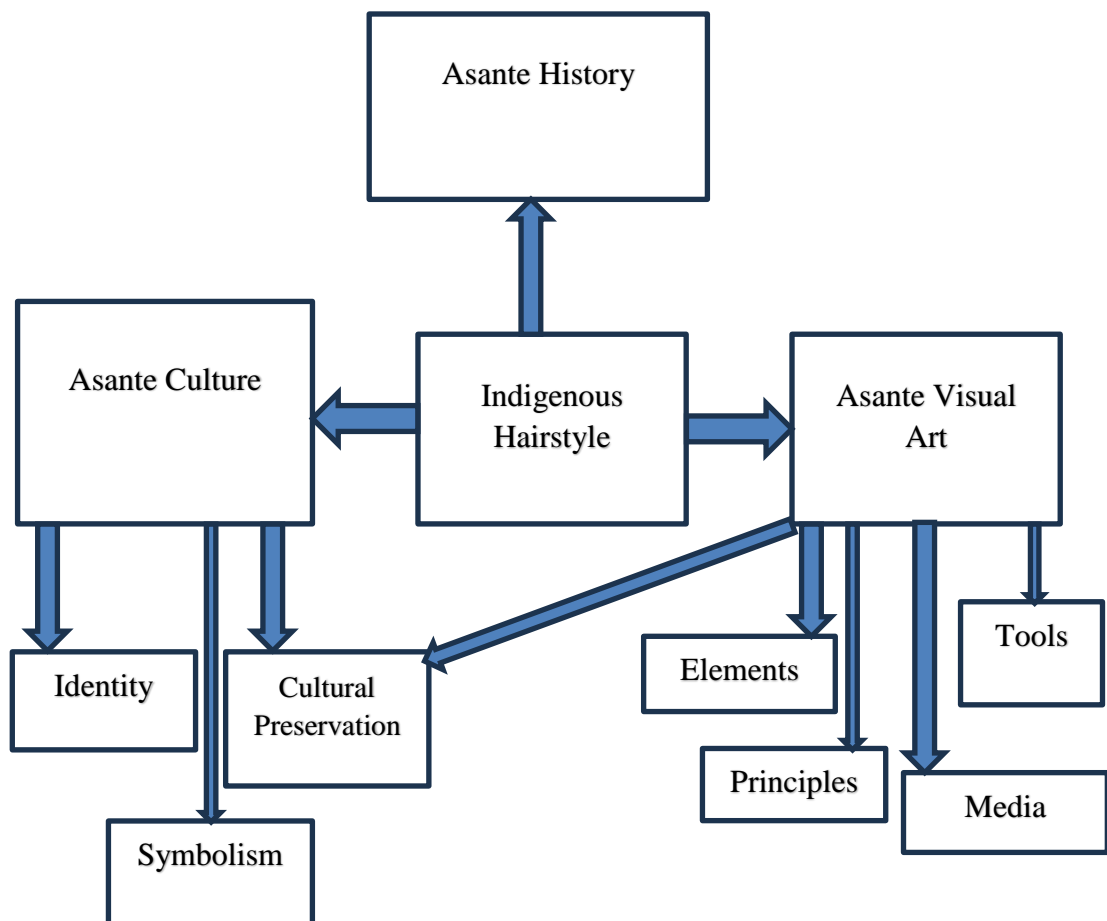 Asante History
Asante Culture
Indigenous
Hairstyle
Asante Visual
Art
Identity
Cultural
Preservation
Symbolism
Elements
Principles
Media
Tools